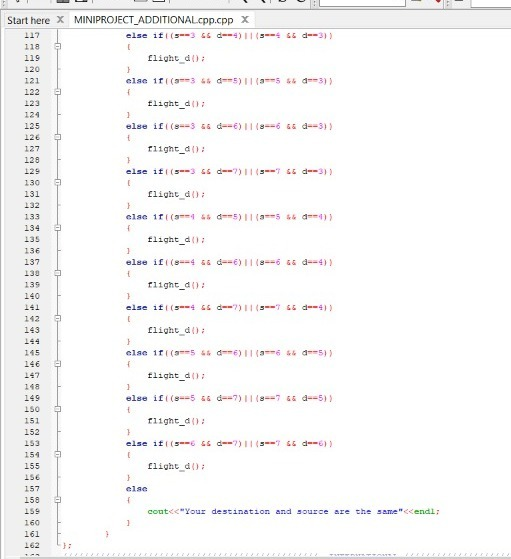 Start here X MINIPROJECT_ADDITIONAL.cpp.cpp X
117 else if((s==3 && d==4)||(s==4 && d==3))
118 {
119 flight_d();
120 }
121 else if((s==3 && d==5)||(s==5 && d==3))
122 {
123 flight_d();
124 }
125 else if((s==3 && d==6)||(s==6 && d==3))
126 {
127 flight_d();
128 }
129 else if((s==3 && d==7)||(s==7 && d==3))
130 {
131 flight_d();
132 }
133 else if((s==4 && d==5)||(s==5 && d==4))
134 {
135 flight_d();
136 }
137 else if((s==4 && d==6)||(s==6 && d==4))
138 {
139 flight_d();
140 }
141 else if((s==4 && d==7)||(s==7 && d==4))
142 {
143 flight_d();
144 }
145 else if((s==5 && d==6)||(s==6 && d==5))
146 {
147 flight_d();
148 }
149 else if((s==5 && d==7)||(s==7 && d==5))
150 {
151 flight_d();
152 }
153 else if((s==6 && d==7)||(s==7 && d==6))
154 {
155 flight_d();
156 }
157 else
158 {
159 cout<<"Your destination and source are the same"<<endl;
160 }
161 }
162 };